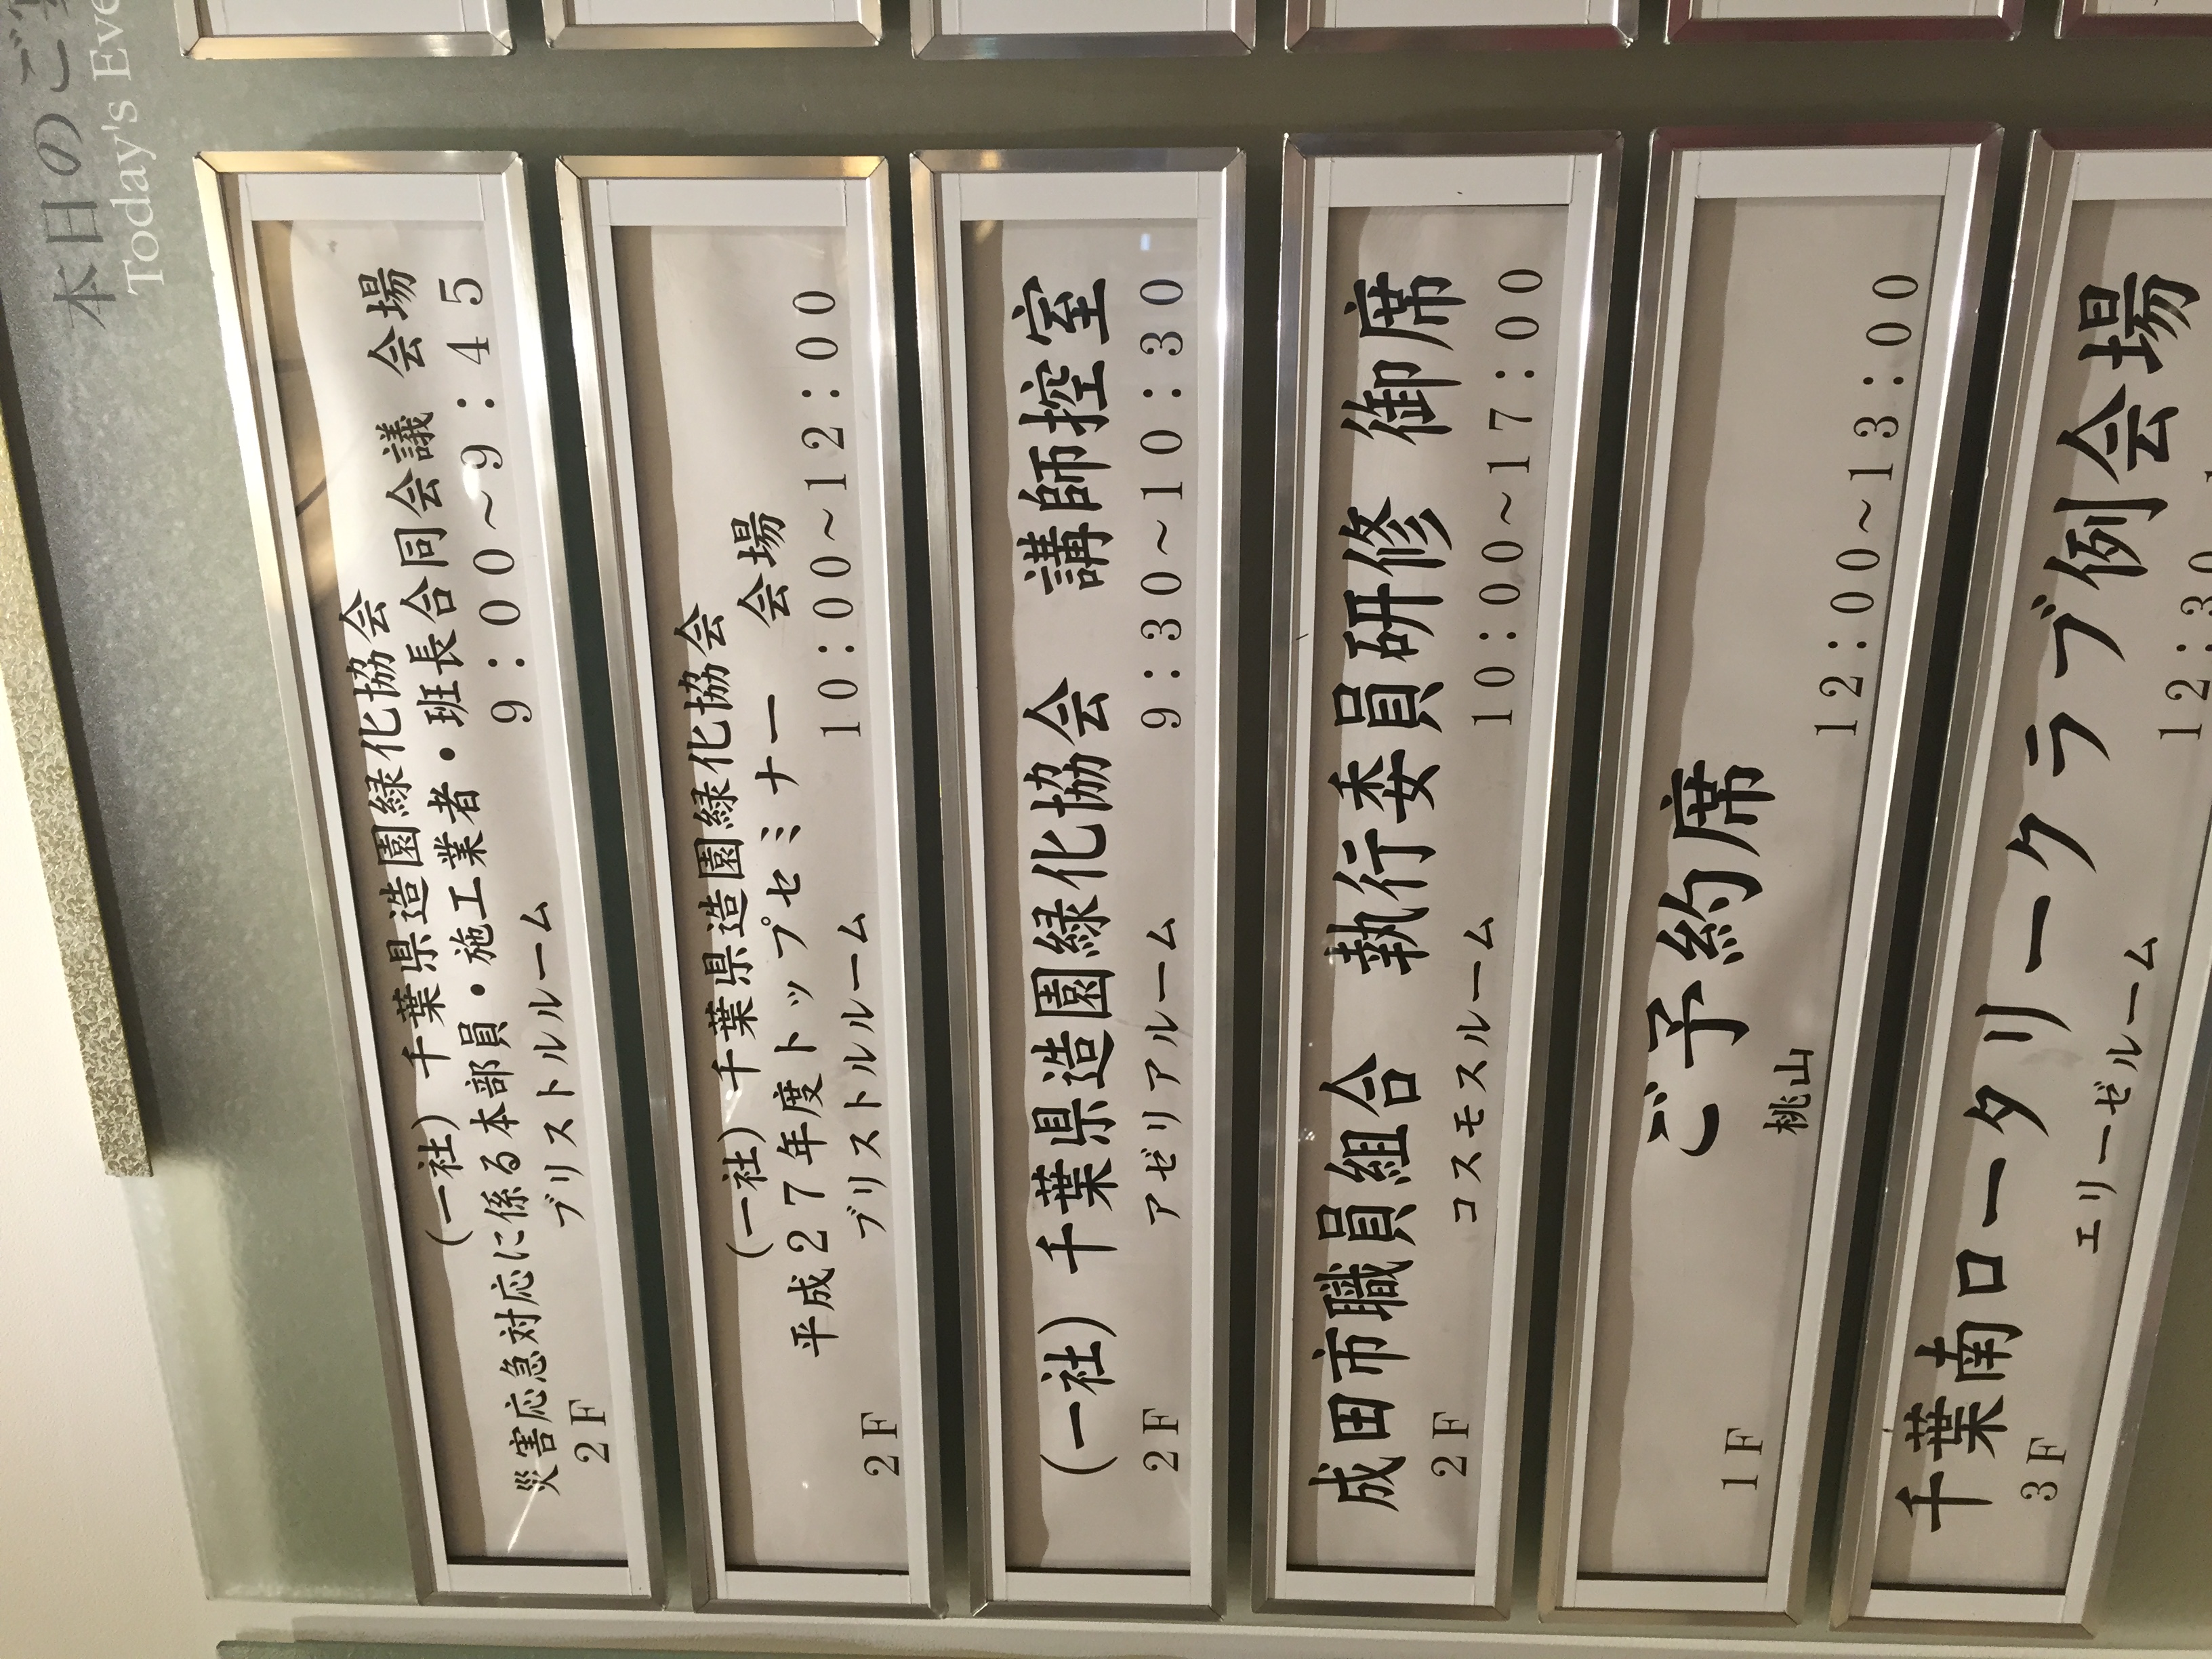 本日のご
Today's Eve
(一社)千葉県造園緑化協会
災害応急対応に係る本部員・施工業者・班長合同会議 会場
2F ブリストルルーム 9:00~9:45
(一社)千葉県造園緑化協会
平成27年度トップセミナー 会場
2F ブリストルルーム 10:00~12:00
(一社)千葉県造園緑化協会 講師控室
2F アゼリアルーム 9:30~10:30
成田市職員組合 執行委員研修 御席
2F コスモスルーム 10:00~17:00
ご予約席
1F 桃山 12:00~13:00
千葉南ロータリークラブ例会場
3F エリーゼルーム 12:30